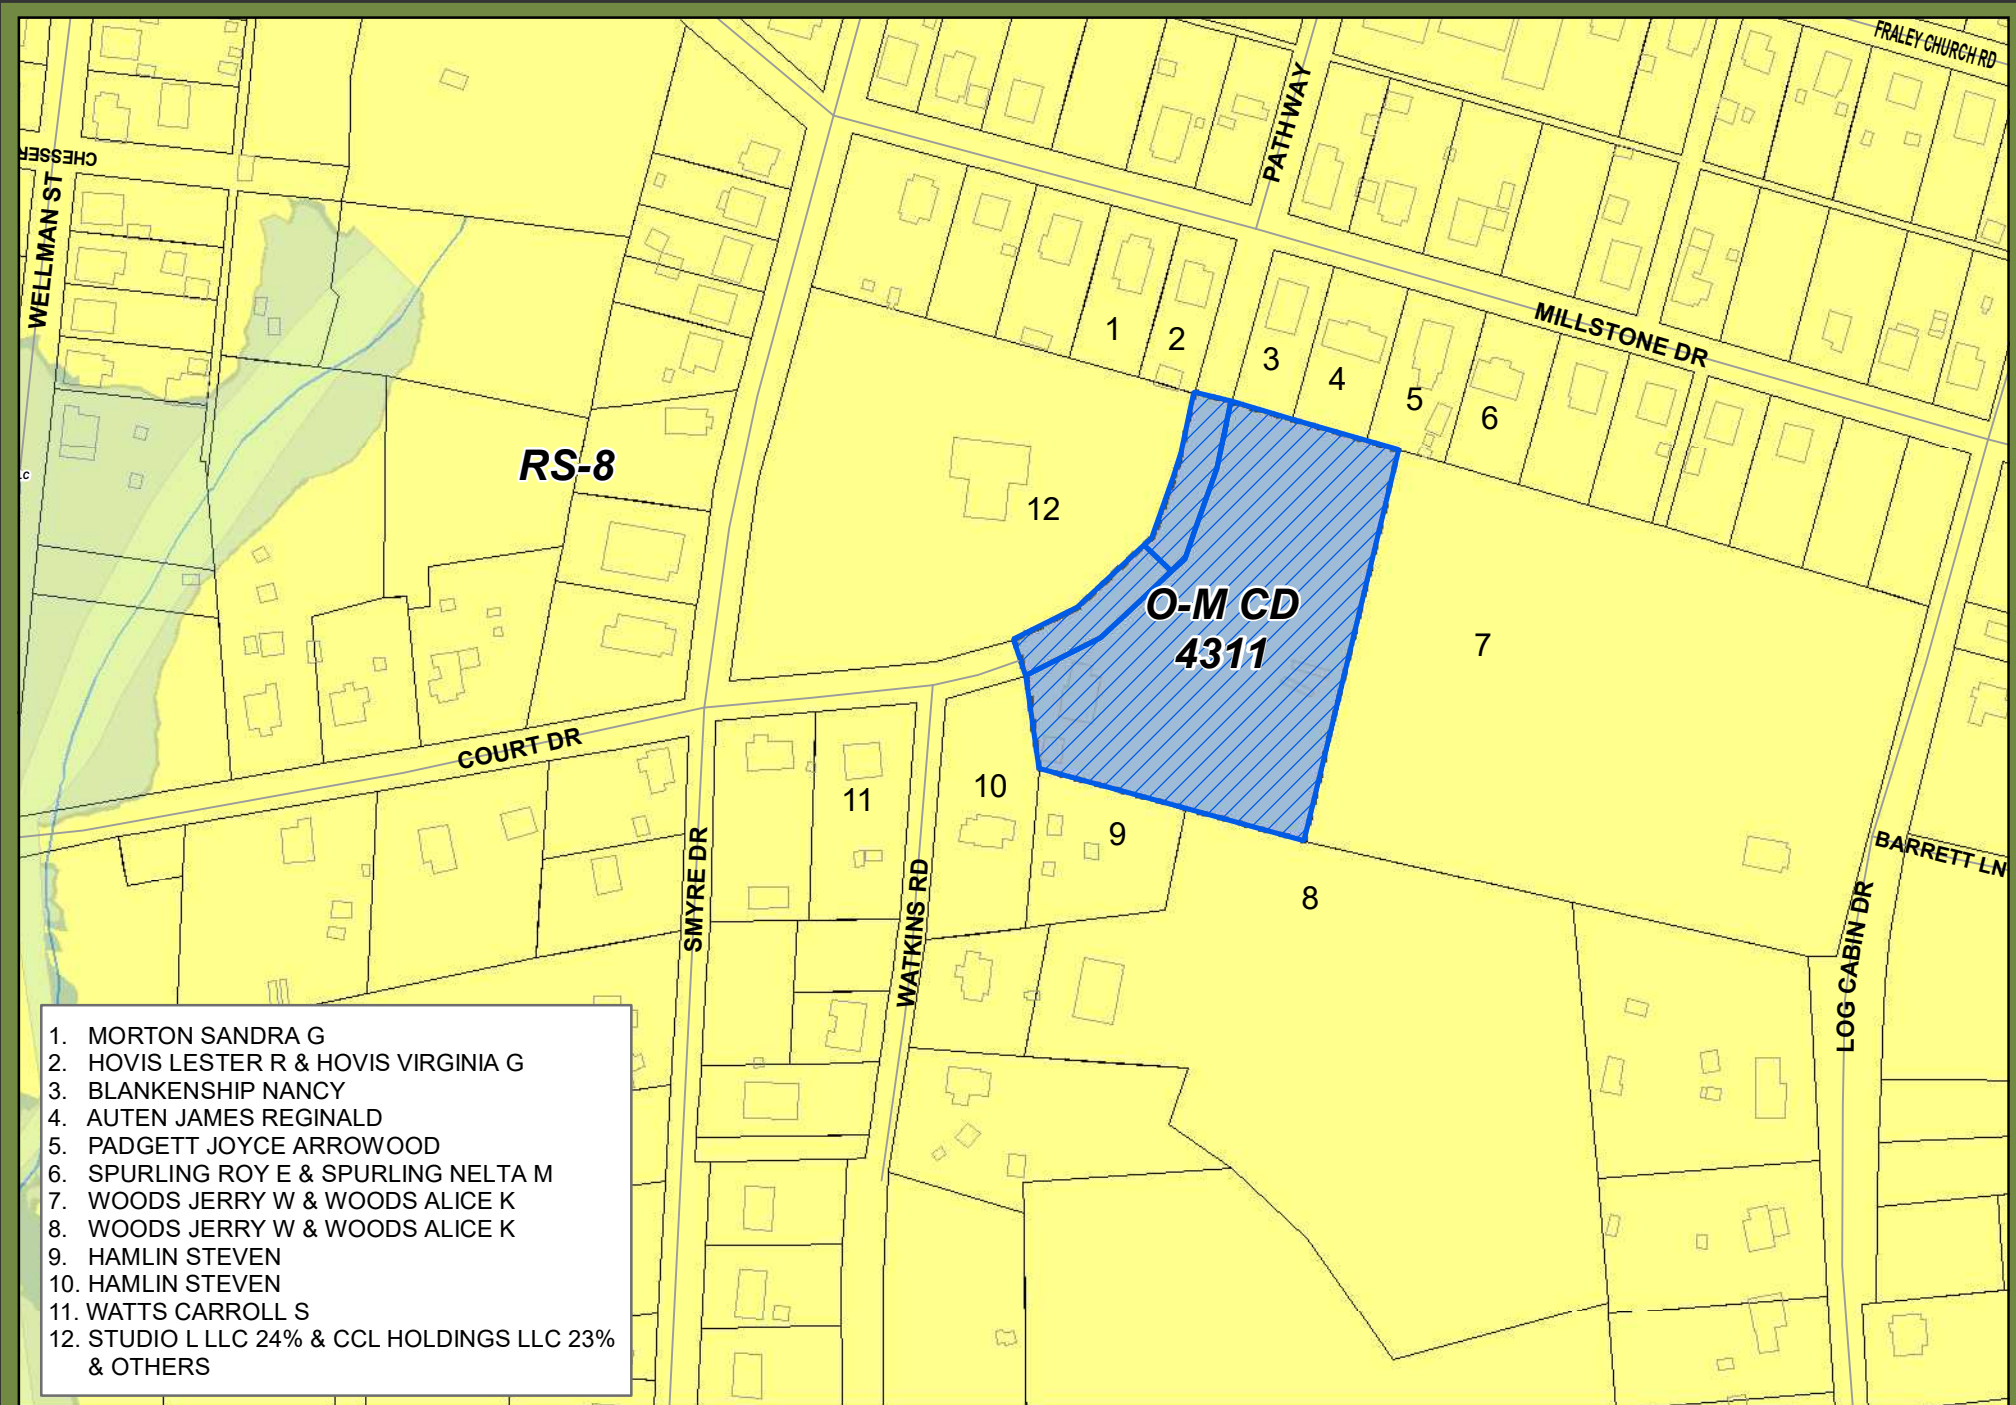 FRALEY CHURCH RD
PATHWAY
CHESSER
WELLMAN ST
MILLSTONE DR
1
2
3
4
5
6
RS-8
12
LC
O-M CD
4311
7
COURT DR
10
11
9
8
SMYRE DR
WATKINS RD
BARRETT LN
LOG CABIN DR
1. MORTON SANDRA G
2. HOVIS LESTER R & HOVIS VIRGINIA G
3. BLANKENSHIP NANCY
4. AUTEN JAMES REGINALD
5. PADGETT JOYCE ARROWOOD
6. SPURLING ROY E & SPURLING NELTA M
7. WOODS JERRY W & WOODS ALICE K
8. WOODS JERRY W & WOODS ALICE K
9. HAMLIN STEVEN
10. HAMLIN STEVEN
11. WATTS CARROLL S
12. STUDIO L LLC 24% & CCL HOLDINGS LLC 23%
& OTHERS